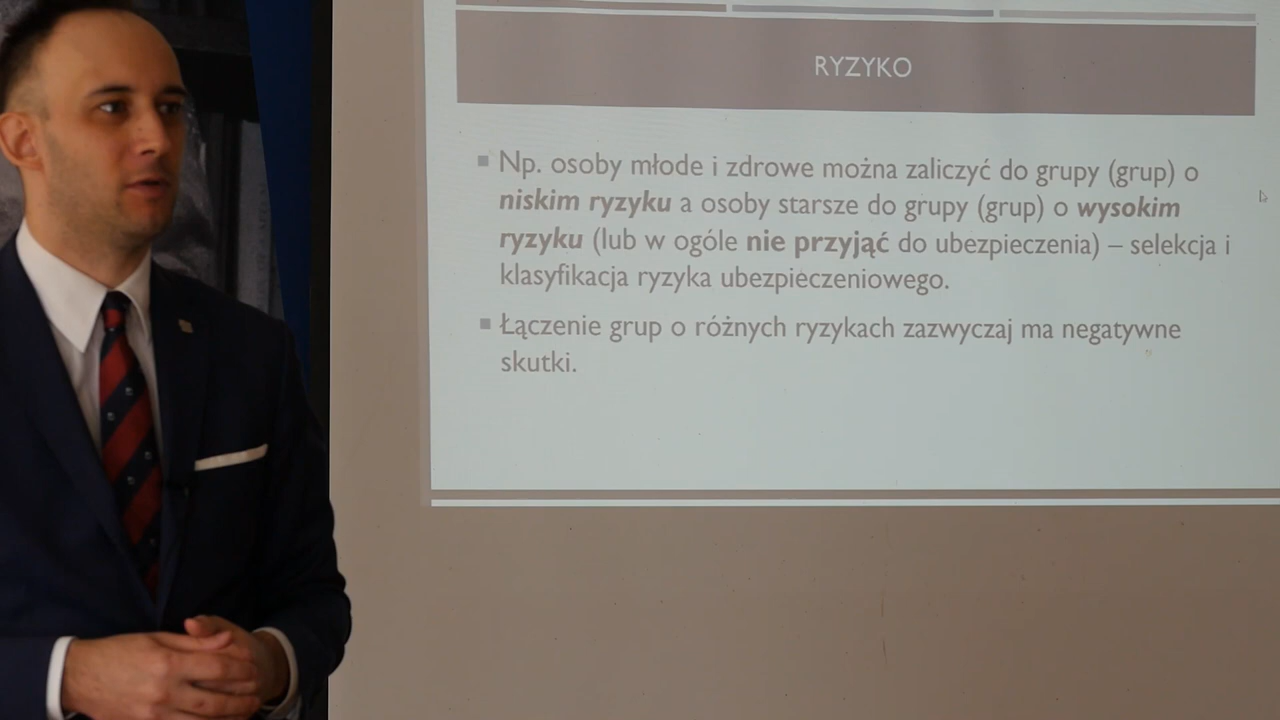 RYZYKO
Np. osoby młode i zdrowe można zaliczyć do grupy (grup) o
niskim ryzyku a osoby starsze do grupy (grup) o wysokim
ryzyku (lub w ogóle nie przyjąć do ubezpieczenia) – selekcja i
klasyfikacja ryzyka ubezpieczeniowego.
Łączenie grup o różnych ryzykach zazwyczaj ma negatywne
skutki.